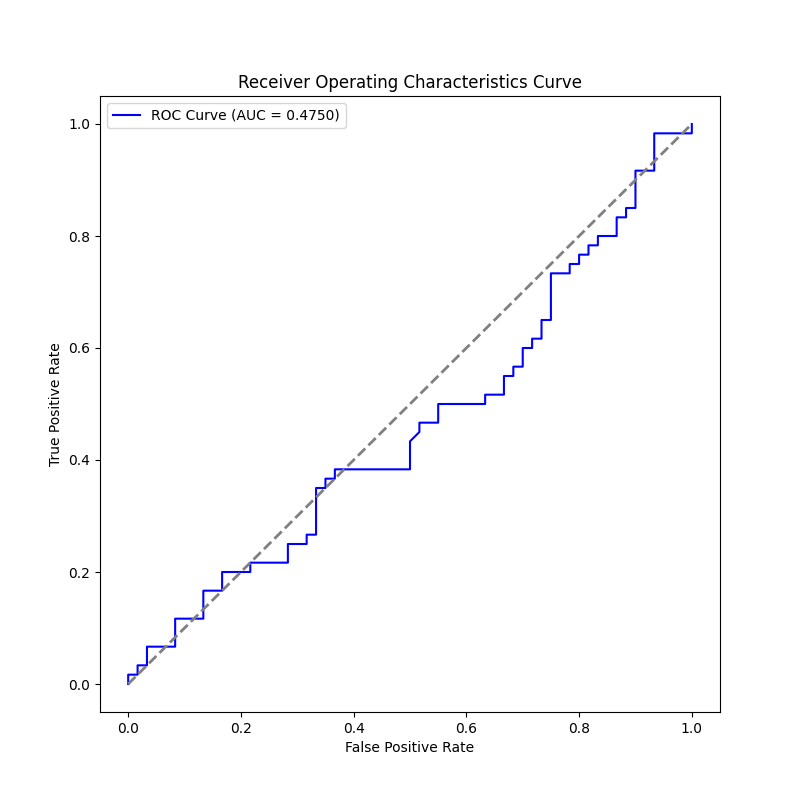 Receiver Operating Characteristics Curve
ROC Curve (AUC = 0.4750)
1.0
0.8
0.6
0.4
0.2
0.0
True Positive Rate
0.0 0.2 0.4 0.6 0.8 1.0
False Positive Rate